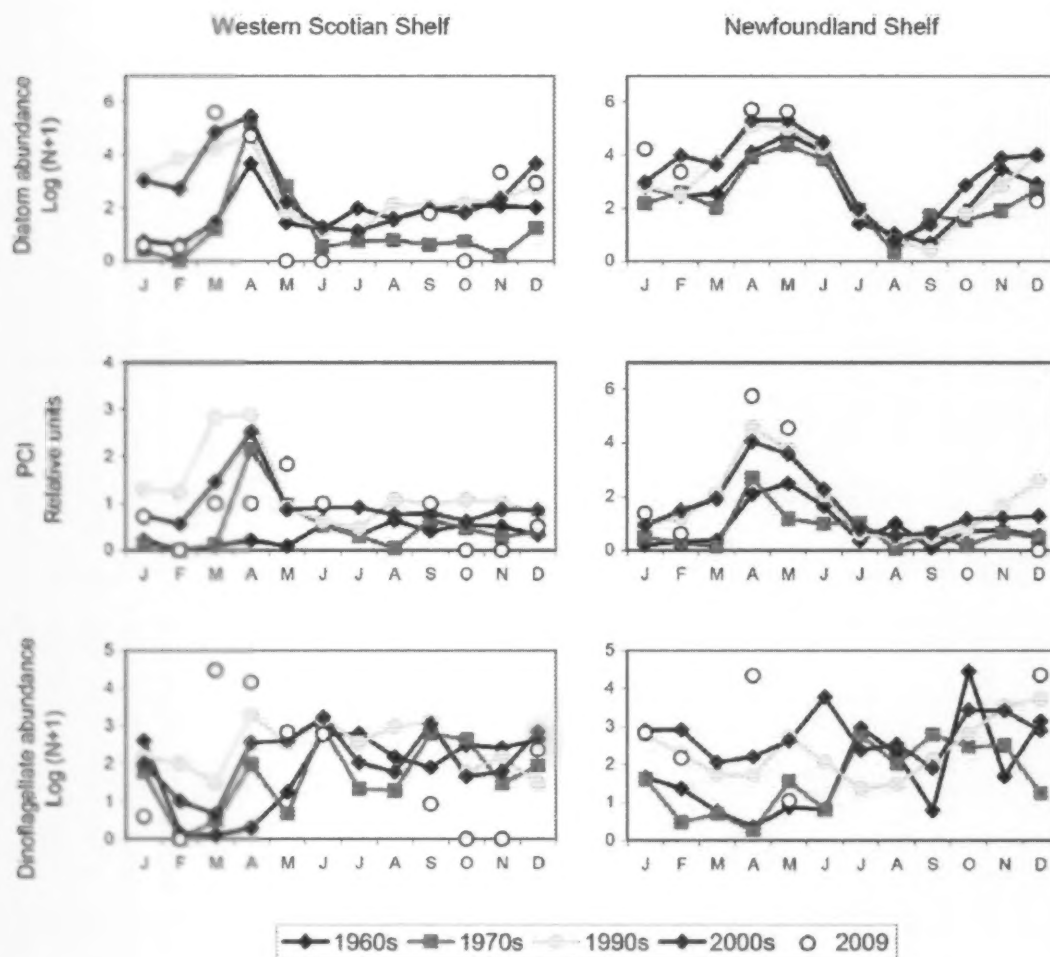 Western Scotian Shelf
Newfoundland Shelf
Diatom abundance
Log (N+1)
6
4
2
0
J F M A M J J A S O N D
6
4
2
0
J F M A M J J A S O N D
PCI
Relative units
4
3
2
1
0
J F M A M J J A S O N D
6
4
2
0
J F M A M J J A S O N D
Dinoflagellate abundance
Log (N+1)
5
4
3
2
1
0
J F M A M J J A S O N D
5
4
3
2
1
0
J F M A M J J A S O N D
1960s 1970s 1990s 2000s 2009